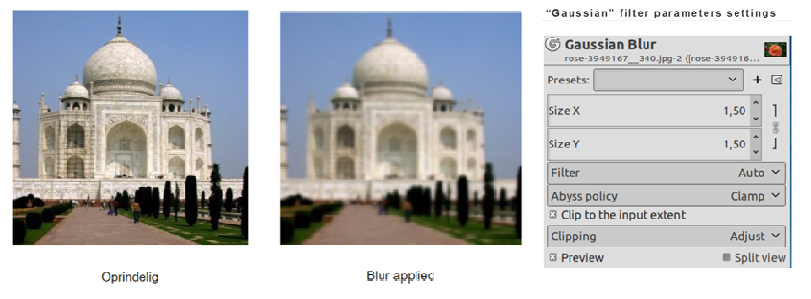 “Gaussian” filter parameters settings
Gaussian Blur
rose-3949167__340.jpg-2 ([rose-394916...
Presets:
Size X 1,50
Size Y 1,50
Filter Auto
Abyss policy Clamp
Clip to the input extent
Clipping Adjust
Preview Split view
Oprindelig
Blur applied